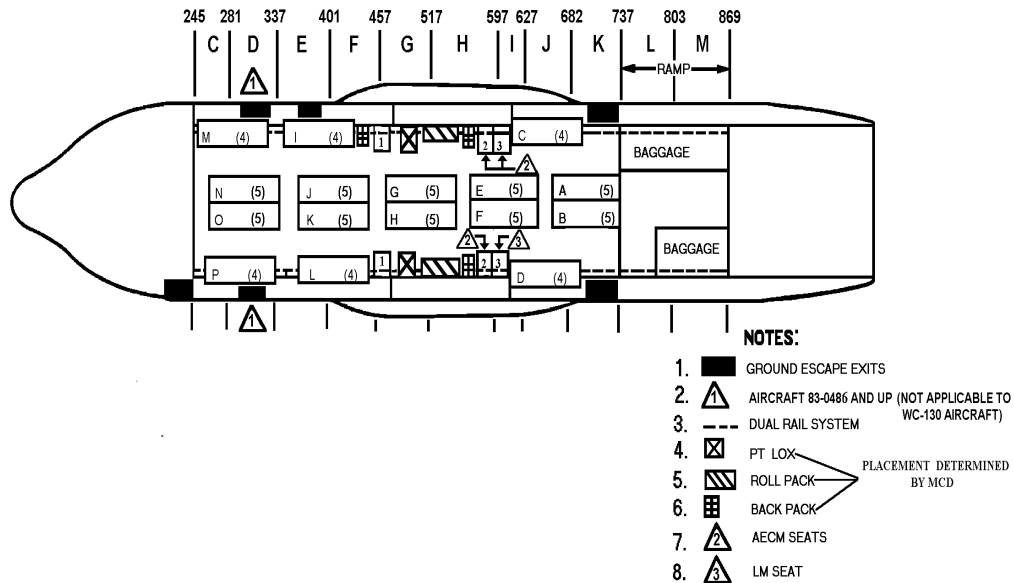 245 281 337 401 457 517 597 627 682 737 803 869
C D E F G H I J K L M
RAMP
1
M (4) I (4) 1 2 3 C (4)
BAGGAGE
2
N (5) J (5) G (5) E (5) A (5)
O (5) K (5) H (5) F (5) B (5)
2 3
BAGGAGE
P (4) L (4) 1 2 3 D (4)
1
NOTES:
1. GROUND ESCAPE EXITS
2. 1 AIRCRAFT 83-0486 AND UP (NOT APPLICABLE TO
WC-130 AIRCRAFT)
3. DUAL RAIL SYSTEM
4. PT LOX
5. ROLL PACK
6. BACK PACK
PLACEMENT DETERMINED
BY MCD
7. 2 AECM SEATS
8. 3 LM SEAT